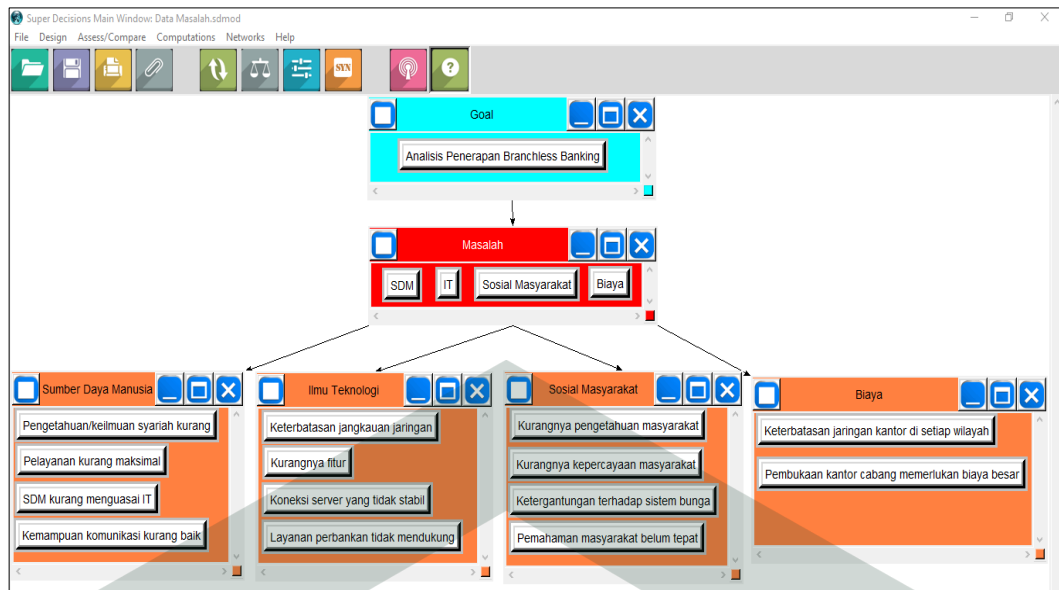 Super Decisions Main Window: Data Masalah.sdmod
File Design Assess/Compare Computations Networks Help
SYN
?
Goal
Analisis Penerapan Branchless Banking
Masalah
SDM IT Sosial Masyarakat Biaya
Sumber Daya Manusia
Pengetahuan/keilmuan syariah kurang
Pelayanan kurang maksimal
SDM kurang menguasai IT
Kemampuan komunikasi kurang baik
Ilmu Teknologi
Keterbatasan jangkauan jaringan
Kurangnya fitur
Koneksi server yang tidak stabil
Layanan perbankan tidak mendukung
Sosial Masyarakat
Kurangnya pengetahuan masyarakat
Kurangnya kepercayaan masyarakat
Ketergantungan terhadap sistem bunga
Pemahaman masyarakat belum tepat
Biaya
Keterbatasan jaringan kantor di setiap wilayah
Pembukaan kantor cabang memerlukan biaya besar